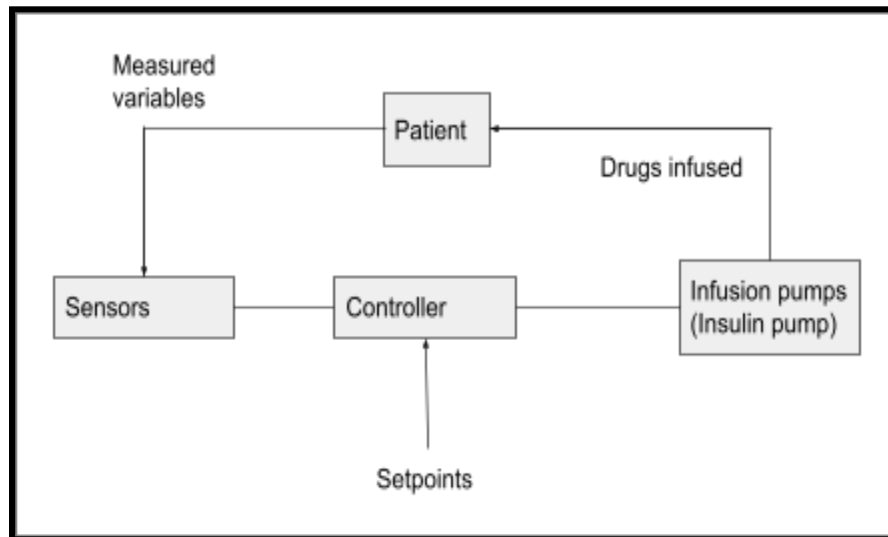 Measured
variables
Patient
Drugs infused
Sensors
Controller
Infusion pumps
(Insulin pump)
Setpoints